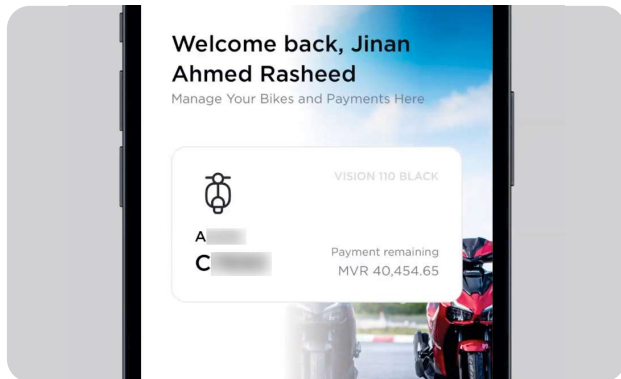 Welcome back, Jinan
Ahmed Rasheed
Manage Your Bikes and Payments Here
VISION 110 BLACK
A
C
Payment remaining
MVR 40,454.65